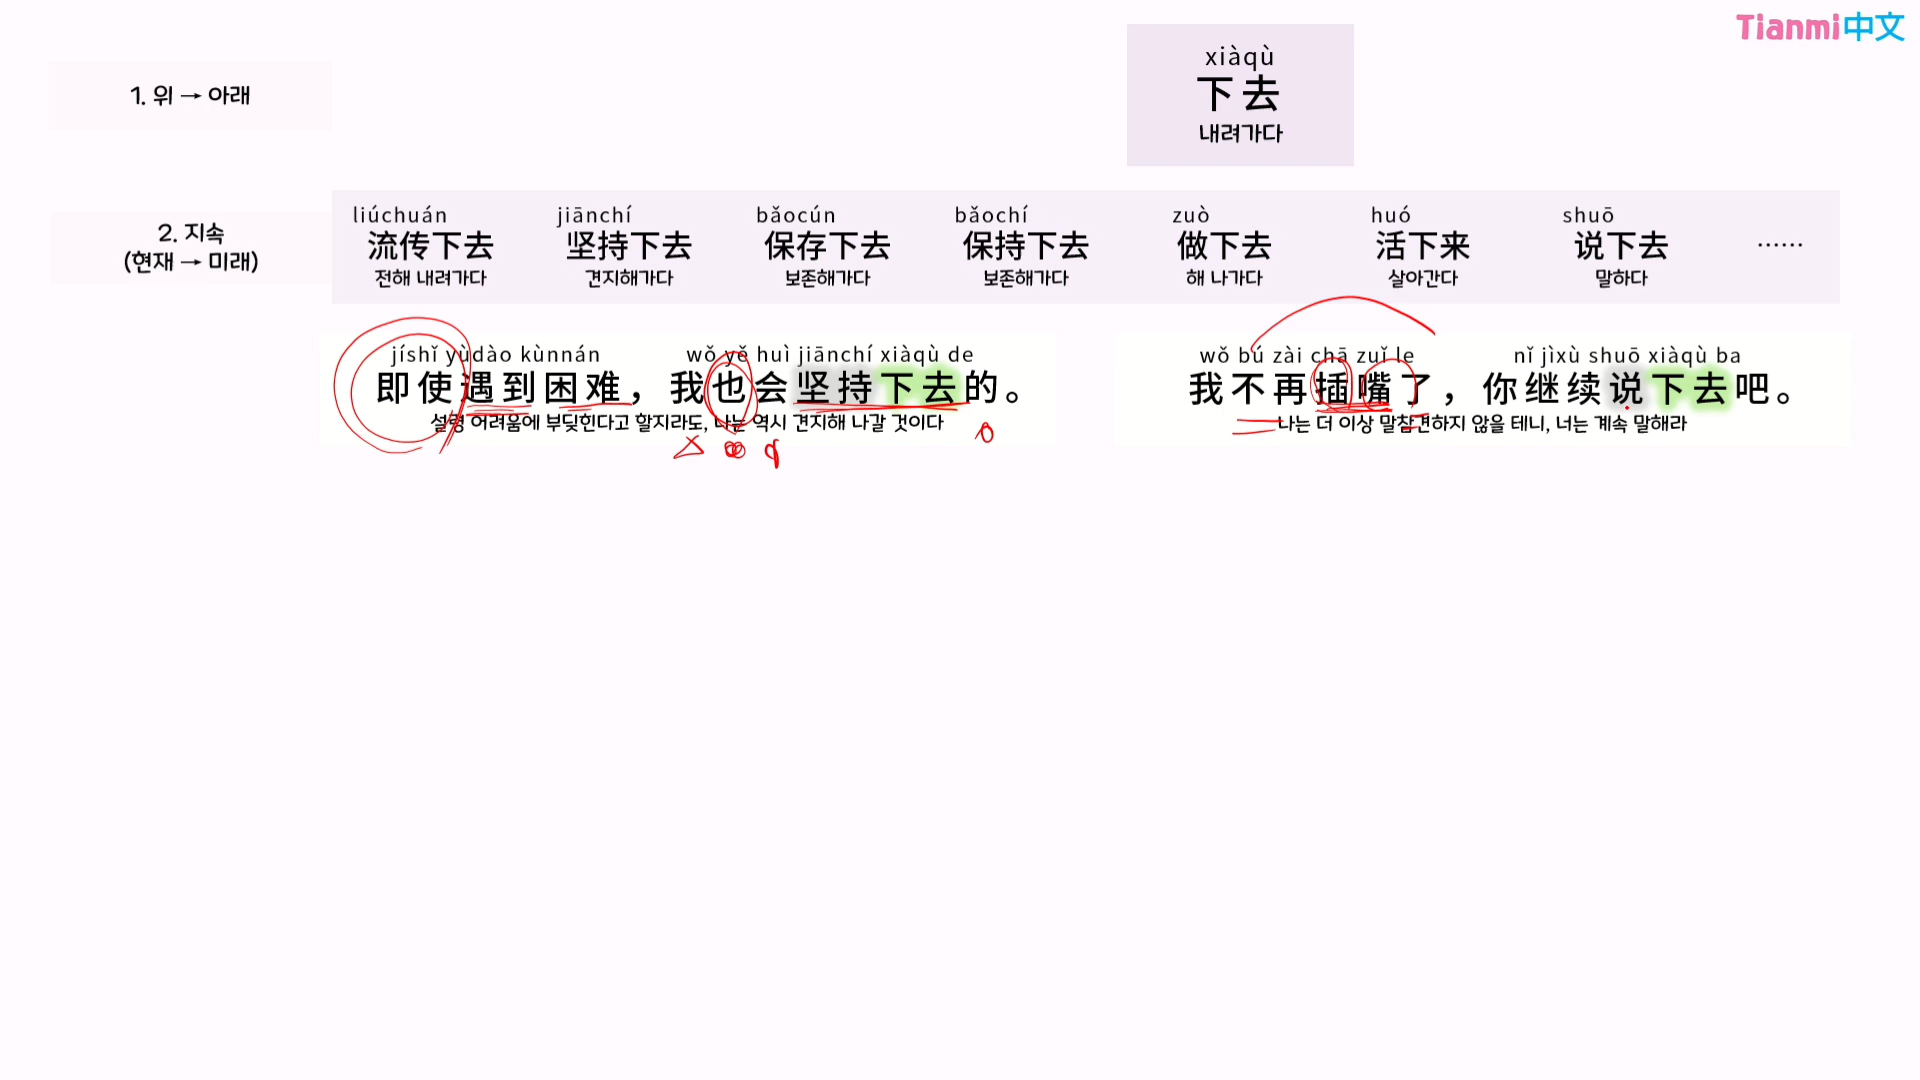 Tianmi中文
xiàqù
下去
내려가다
1. 위 → 아래
2. 지속
(현재 → 미래)
liúchuán
流传下去
전해 내려가다
jiānchí
坚持下去
견지해가다
bǎocún
保存下去
보존해가다
bǎochí
保持下去
보존해가다
zuò
做下去
해 나가다
huó
活下来
살아간다
shuō
说下去
말하다
……
jíshǐ yùdào kùnnán wǒ yě huì jiānchí xiàqù de
即使遇到困难，我也会坚持下去的。
설령 어려움에 부딪힌다고 할지라도, 나는 역시 견지해 나갈 것이다
wǒ bú zài chā zuǐ le nǐ jìxù shuō xiàqù ba
我不再插嘴了，你继续说下去吧。
나는 더 이상 말참견하지 않을 테니, 너는 계속 말해라